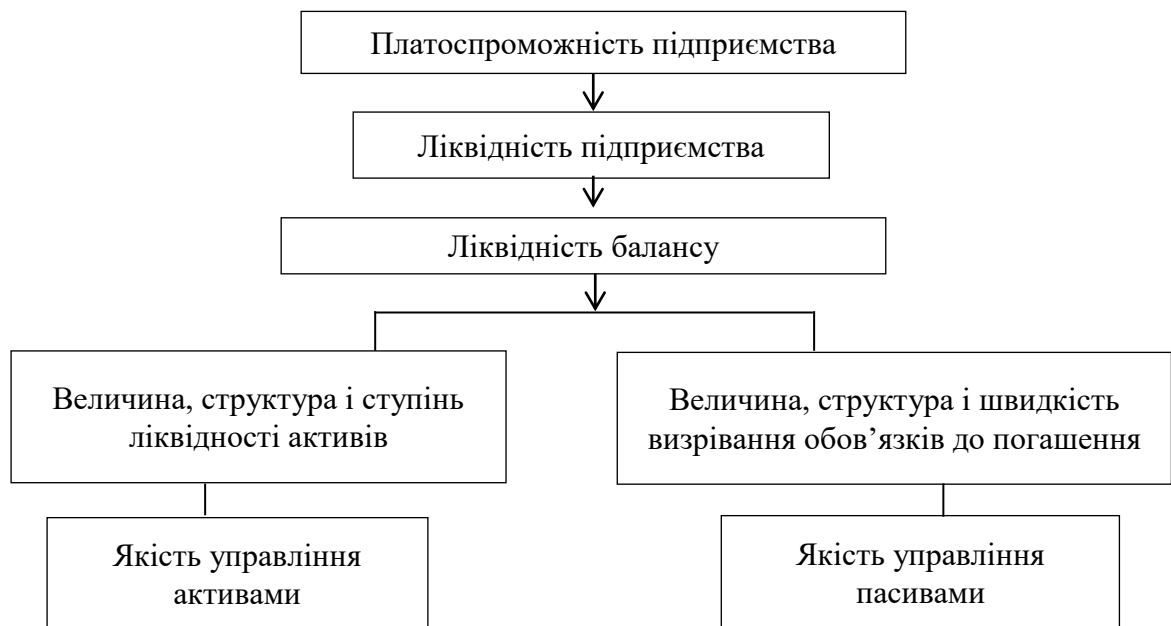 Платоспроможність підприємства
Ліквідність підприємства
Ліквідність балансу
Величина, структура і ступінь
ліквідності активів
Величина, структура і швидкість
визрівання обов’язків до погашення
Якість управління
активами
Якість управління
пасивами